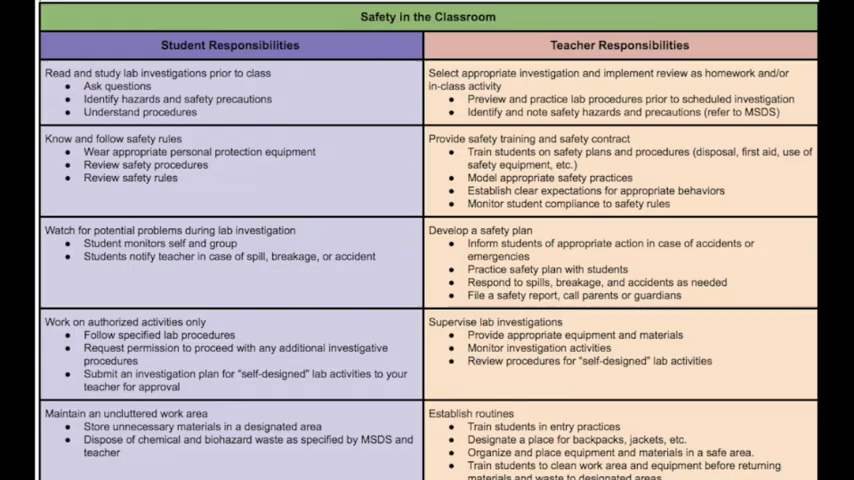 Safety in the Classroom
Student Responsibilities
Teacher Responsibilities
Read and study lab investigations prior to class
● Ask questions
● Identify hazards and safety precautions
● Understand procedures
Select appropriate investigation and implement review as homework and/or
in-class activity
● Preview and practice lab procedures prior to scheduled investigation
● Identify and note safety hazards and precautions (refer to MSDS)
Know and follow safety rules
● Wear appropriate personal protection equipment
● Review safety procedures
● Review safety rules
Provide safety training and safety contract
● Train students on safety plans and procedures (disposal, first aid, use of
safety equipment, etc.)
● Model appropriate safety practices
● Establish clear expectations for appropriate behaviors
● Monitor student compliance to safety rules
Watch for potential problems during lab investigation
● Student monitors self and group
● Students notify teacher in case of spill, breakage, or accident
Develop a safety plan
● Inform students of appropriate action in case of accidents or
emergencies
● Practice safety plan with students
● Respond to spills, breakage, and accidents as needed
● File a safety report, call parents or guardians
Work on authorized activities only
● Follow specified lab procedures
● Request permission to proceed with any additional investigative
procedures
● Submit an investigation plan for "self-designed" lab activities to your
teacher for approval
Supervise lab investigations
● Provide appropriate equipment and materials
● Monitor investigation activities
● Review procedures for "self-designed" lab activities
Maintain an uncluttered work area
● Store unnecessary materials in a designated area
● Dispose of chemical and biohazard waste as specified by MSDS and
teacher
Establish routines
● Train students in entry practices
● Designate a place for backpacks, jackets, etc.
● Organize and place equipment and materials in a safe area.
● Train students to clean work area and equipment before returning
materials and waste to designated areas